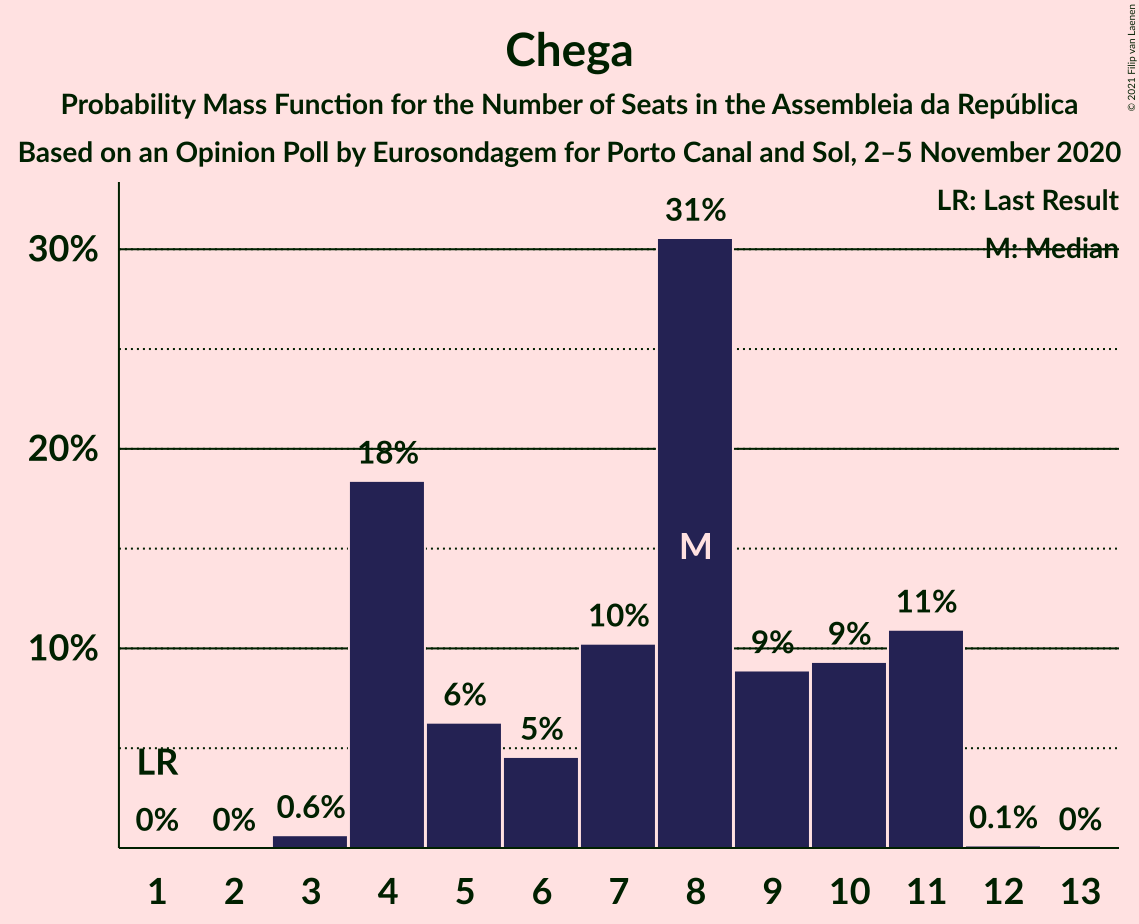 Chega
Probability Mass Function for the Number of Seats in the Assembleia da República
Based on an Opinion Poll by Eurosondagem for Porto Canal and Sol, 2–5 November 2020
© 2021 Filip van Laenen
LR: Last Result
M: Median
30%
20%
10%
31%
18%
M
11%
10%
9%
9%
6%
5%
LR
0%
0%
0.6%
0.1%
0%
1 2 3 4 5 6 7 8 9 10 11 12 13